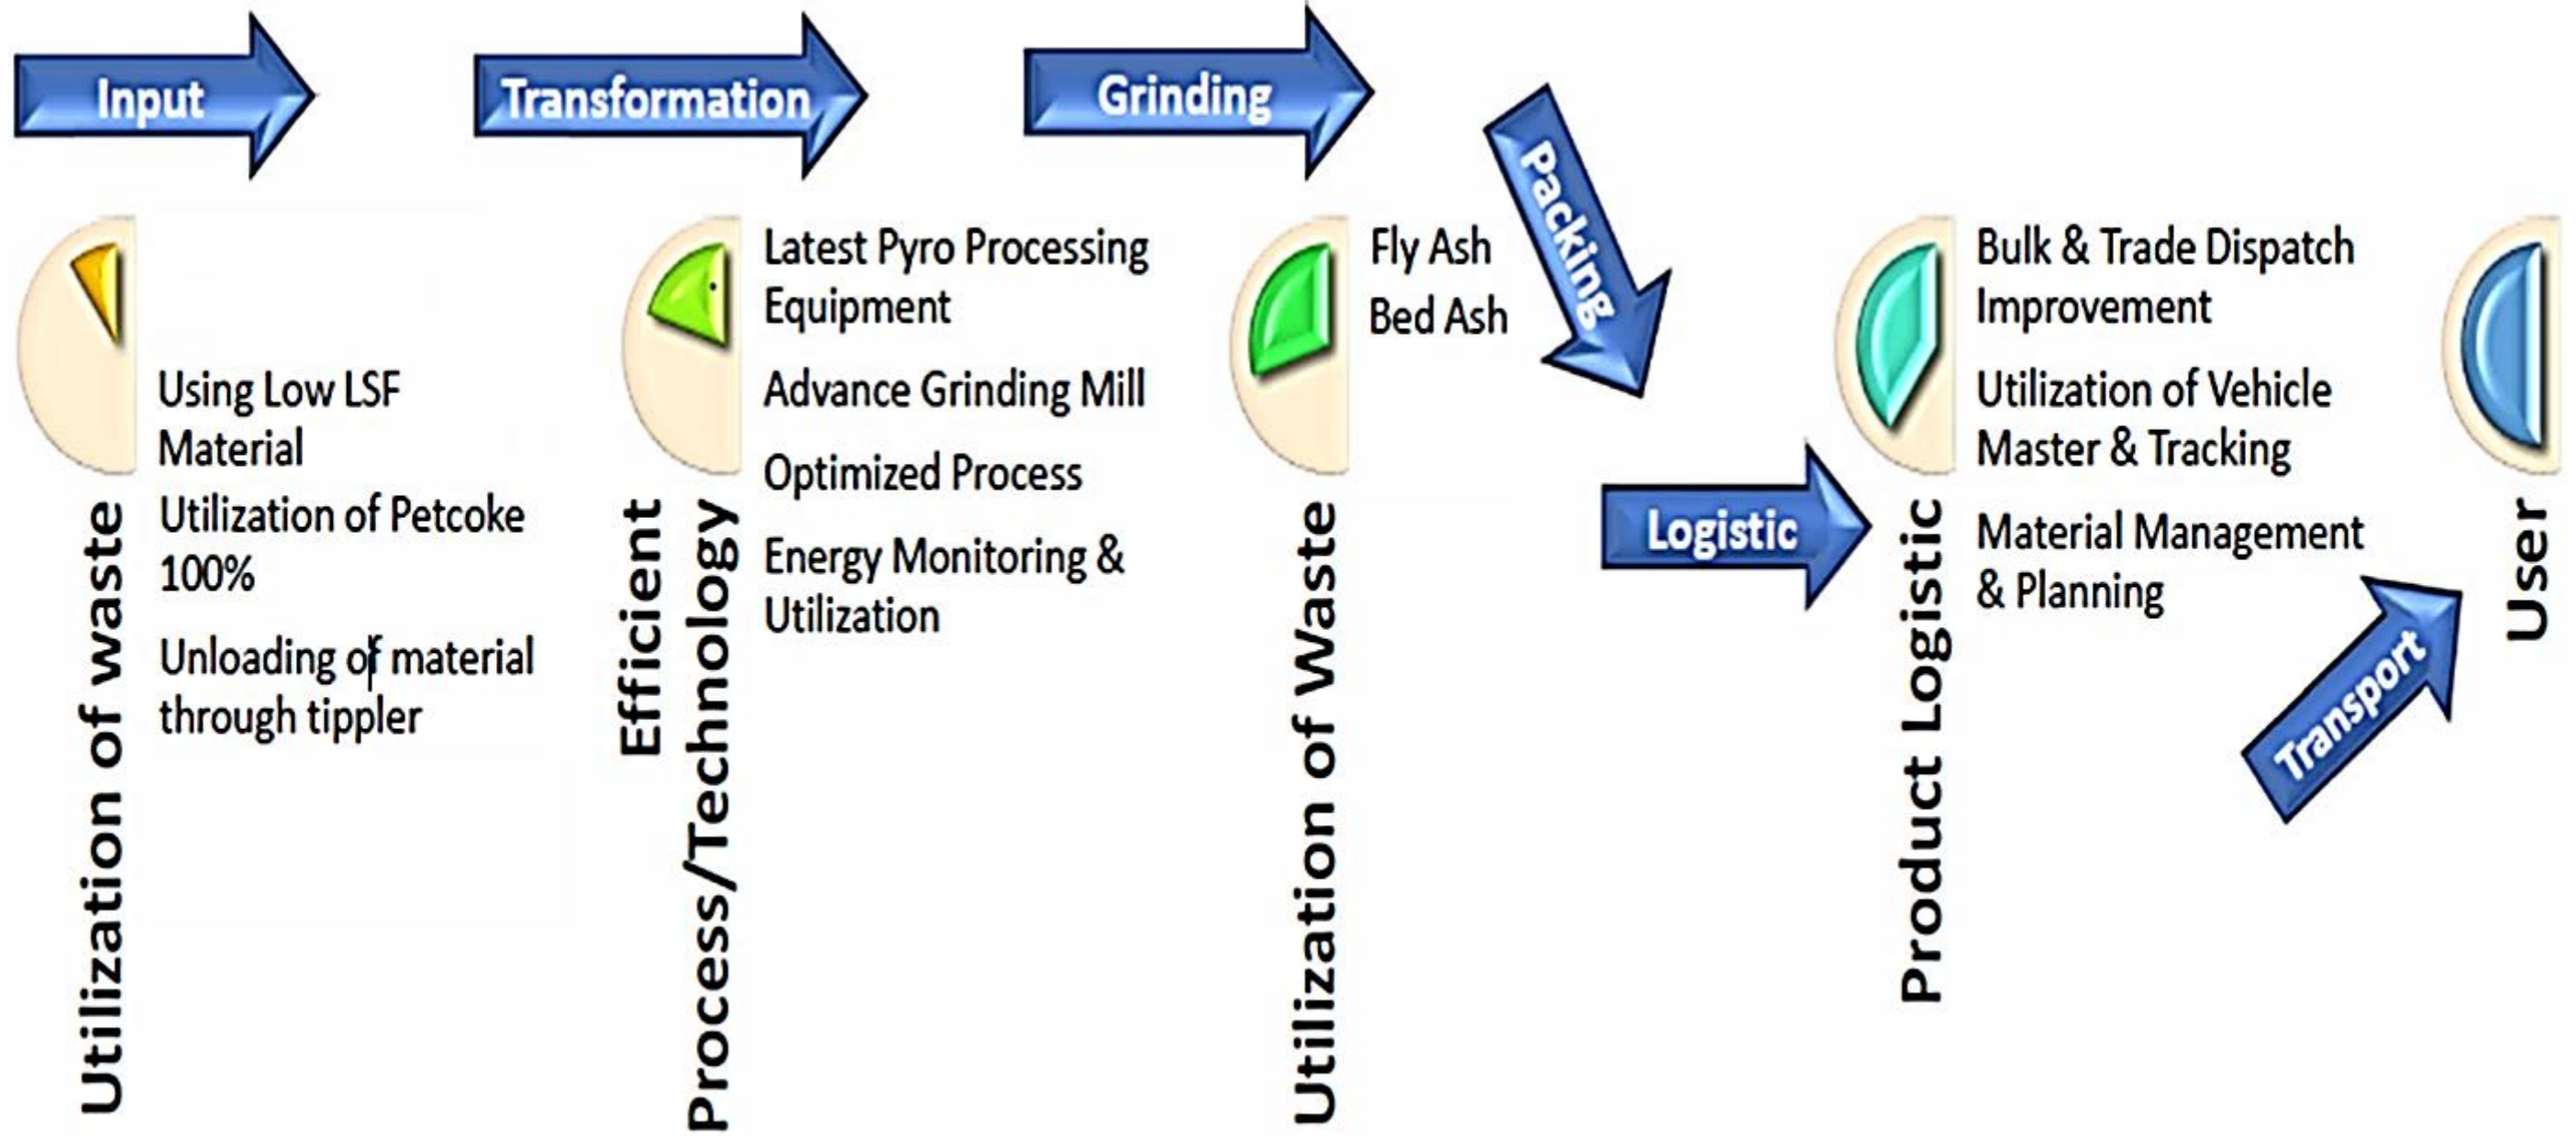 Input
Transformation
Grinding
Packing
Logistic
Transport
Utilization of waste
Using Low LSF
Material
Utilization of Petcoke
100%
Unloading of material
through tippler
Efficient
Process/Technology
Latest Pyro Processing
Equipment
Advance Grinding Mill
Optimized Process
Energy Monitoring &
Utilization
Utilization of Waste
Fly Ash
Bed Ash
Product Logistic
Bulk & Trade Dispatch
Improvement
Utilization of Vehicle
Master & Tracking
Material Management
& Planning
User